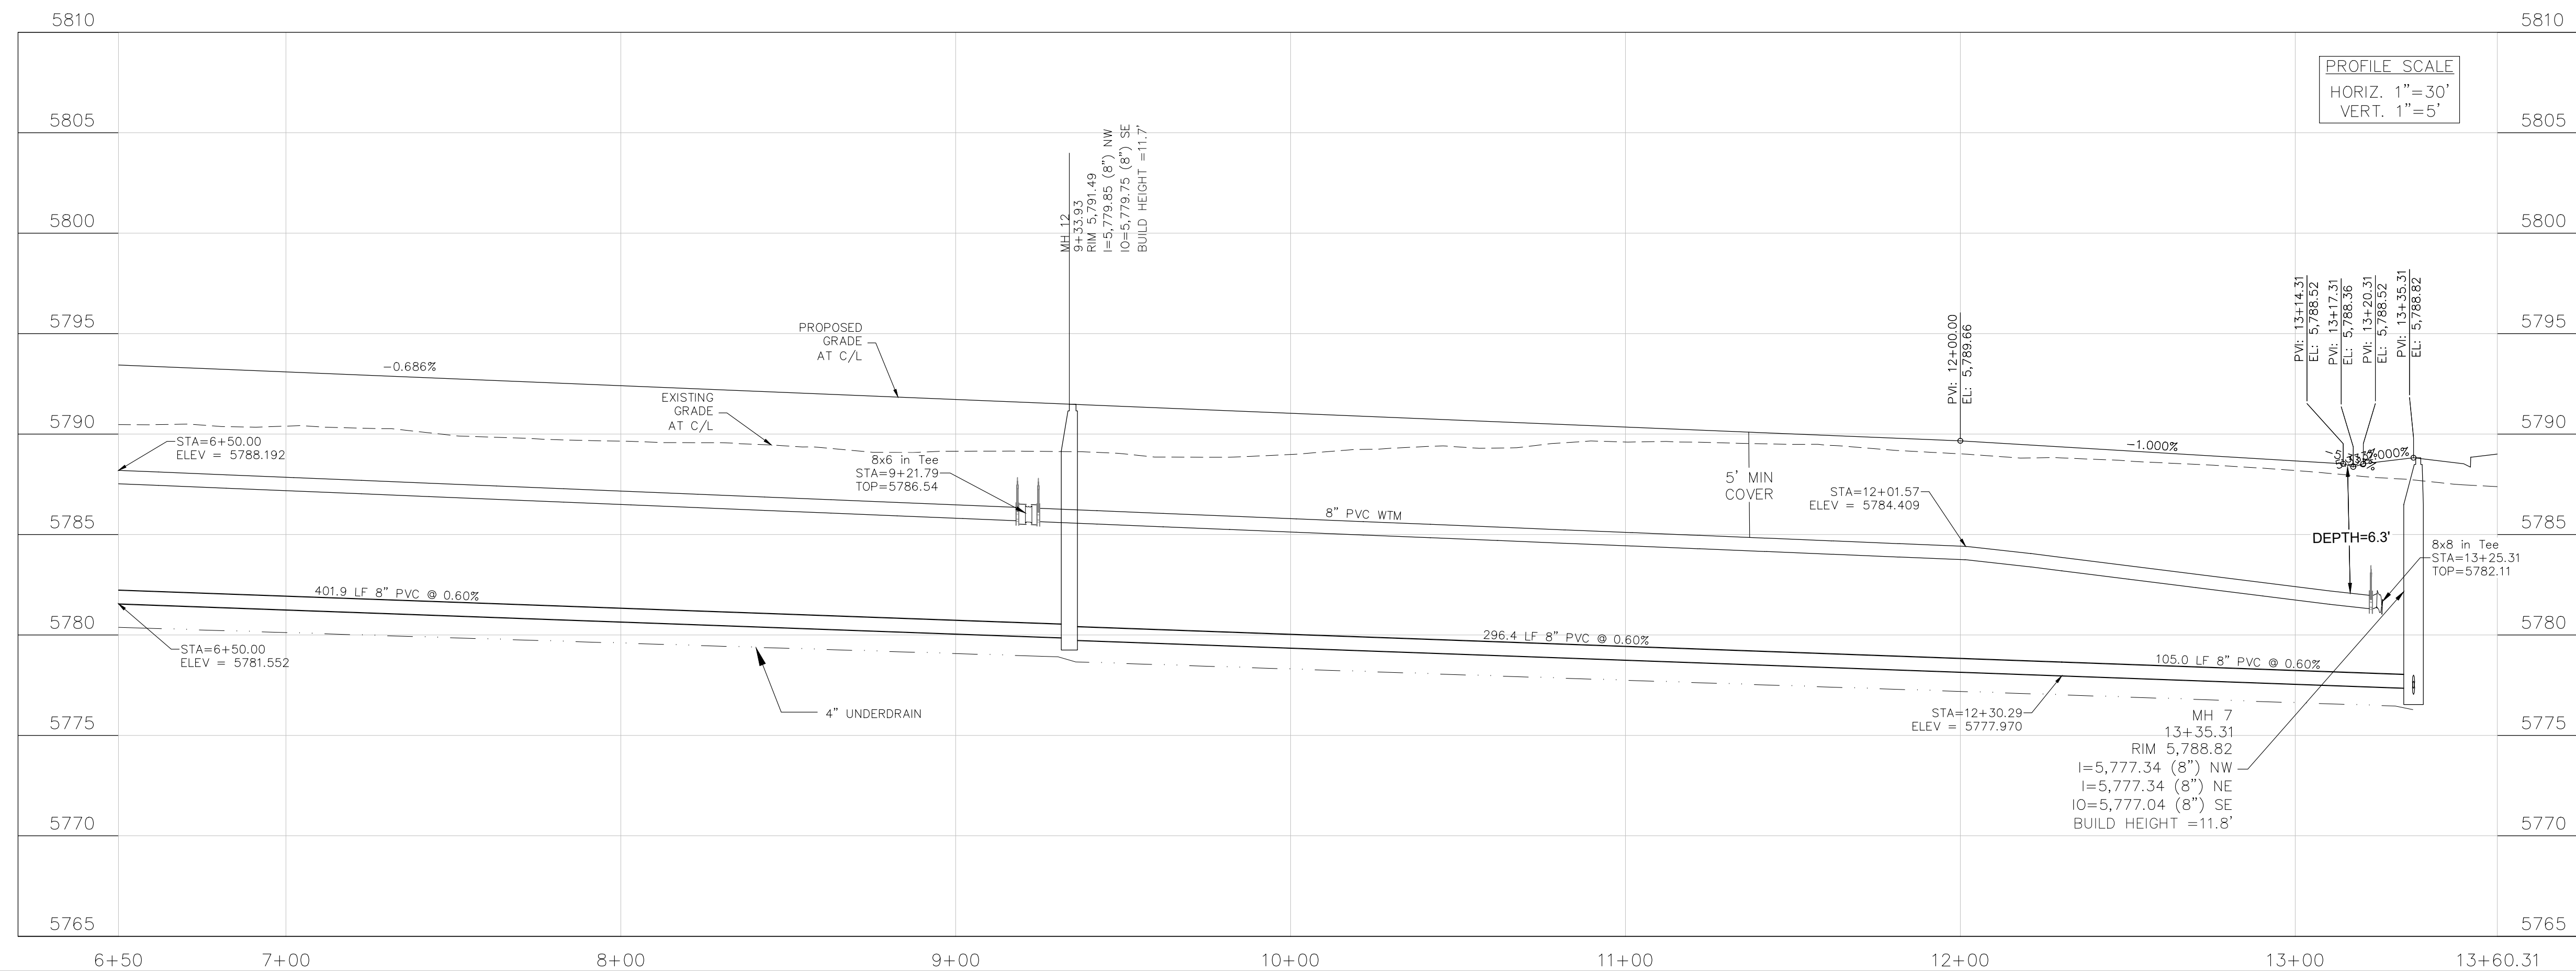 5810
5810
PROFILE SCALE
HORIZ. 1"=30'
VERT. 1"=5'
5805
5805
MH 12
9+33.93
RIM 5,791.49
I=5,779.85 (8") NW
IO=5,779.75 (8") SE
BUILD HEIGHT =11.7'
5800
5800
PVI: 13+14.31
EL: 5,788.52
PVI: 13+17.31
EL: 5,788.36
PVI: 13+20.31
EL: 5,788.52
PVI: 13+35.31
EL: 5,788.82
PVI: 12+00.00
EL: 5,789.66
5795
5795
PROPOSED
GRADE
AT C/L
-0.686%
EXISTING
GRADE
AT C/L
5790
5790
-1.000%
STA=6+50.00
ELEV = 5788.192
8x6 in Tee
STA=9+21.79
TOP=5786.54
5' MIN
COVER
STA=12+01.57
ELEV = 5784.409
8" PVC WTM
5785
5785
DEPTH=6.3'
8x8 in Tee
STA=13+25.31
TOP=5782.11
401.9 LF 8" PVC @ 0.60%
5780
5780
296.4 LF 8" PVC @ 0.60%
105.0 LF 8" PVC @ 0.60%
STA=6+50.00
ELEV = 5781.552
4" UNDERDRAIN
STA=12+30.29
ELEV = 5777.970
5775
5775
MH 7
13+35.31
RIM 5,788.82
I=5,777.34 (8") NW
I=5,777.34 (8") NE
IO=5,777.04 (8") SE
BUILD HEIGHT =11.8'
5770
5770
5765
5765
6+50
7+00
8+00
9+00
10+00
11+00
12+00
13+00
13+60.31